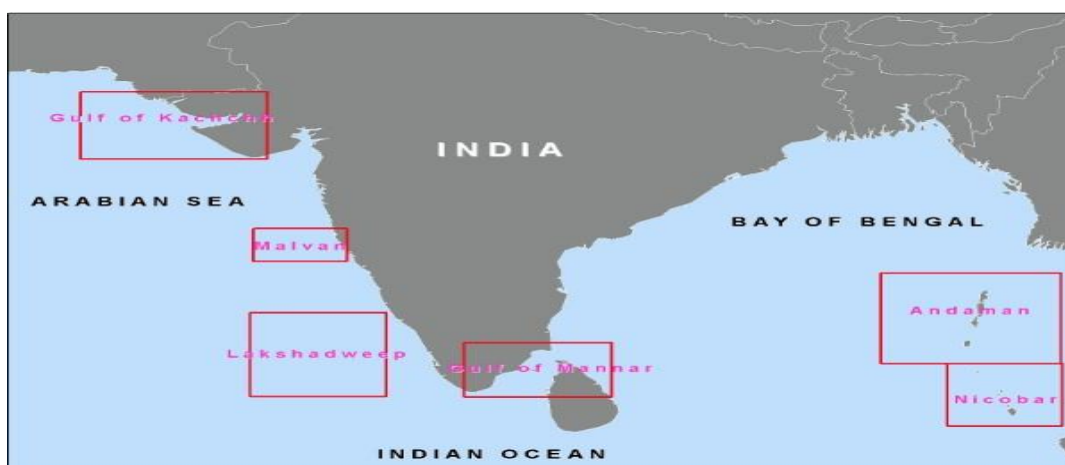 Gulf of Kachchh
INDIA
ARABIAN SEA
BAY OF BENGAL
Malvan
Andaman
Lakshadweep
Gulf of Mannar
Nicobar
INDIAN OCEAN